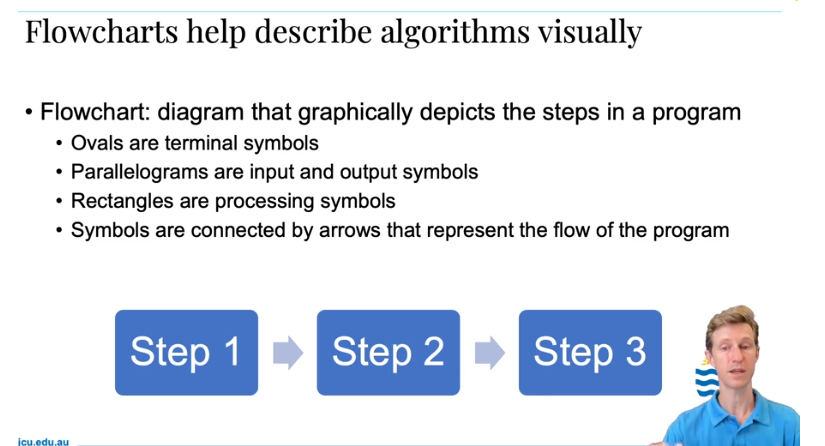 Flowcharts help describe algorithms visually
• Flowchart: diagram that graphically depicts the steps in a program
• Ovals are terminal symbols
• Parallelograms are input and output symbols
• Rectangles are processing symbols
• Symbols are connected by arrows that represent the flow of the program
Step 1 Step 2 Step 3
jcu.edu.au